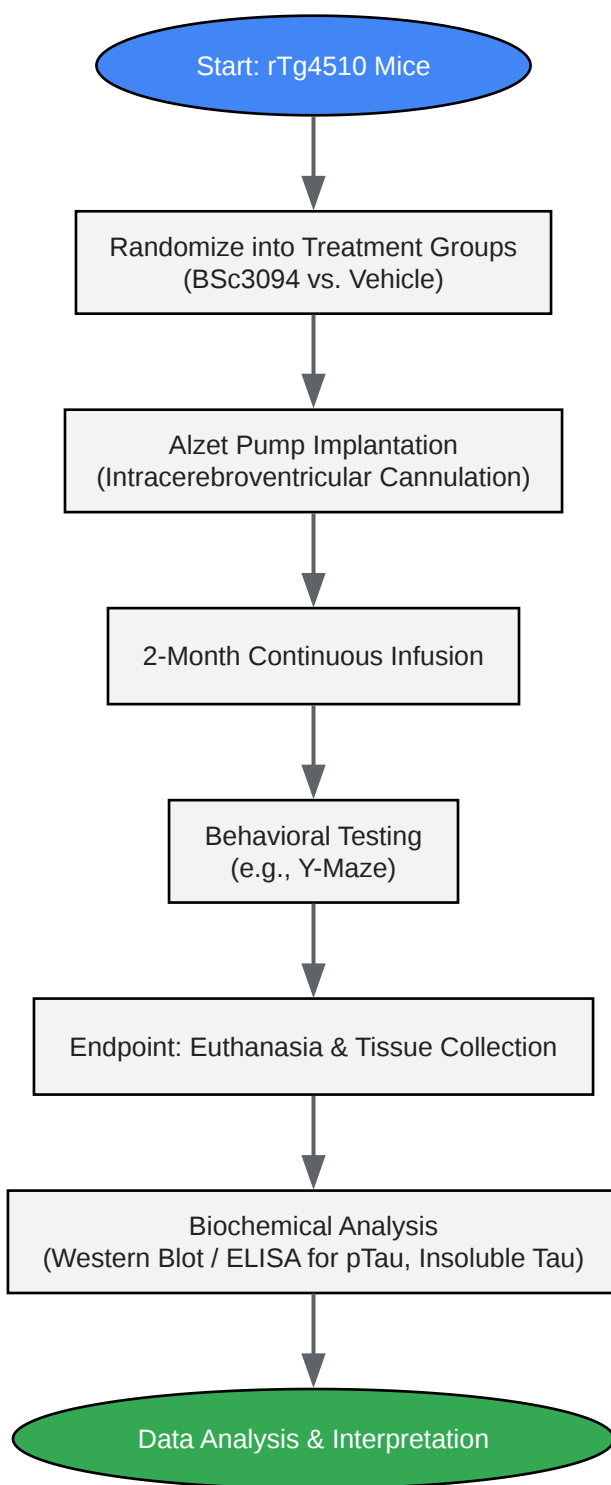 Start: rTg4510 Mice
Randomize into Treatment Groups
(BSc3094 vs. Vehicle)
Alzet Pump Implantation
(Intracerebroventricular Cannulation)
2-Month Continuous Infusion
Behavioral Testing
(e.g., Y-Maze)
Endpoint: Euthanasia & Tissue Collection
Biochemical Analysis
(Western Blot / ELISA for pTau, Insoluble Tau)
Data Analysis & Interpretation